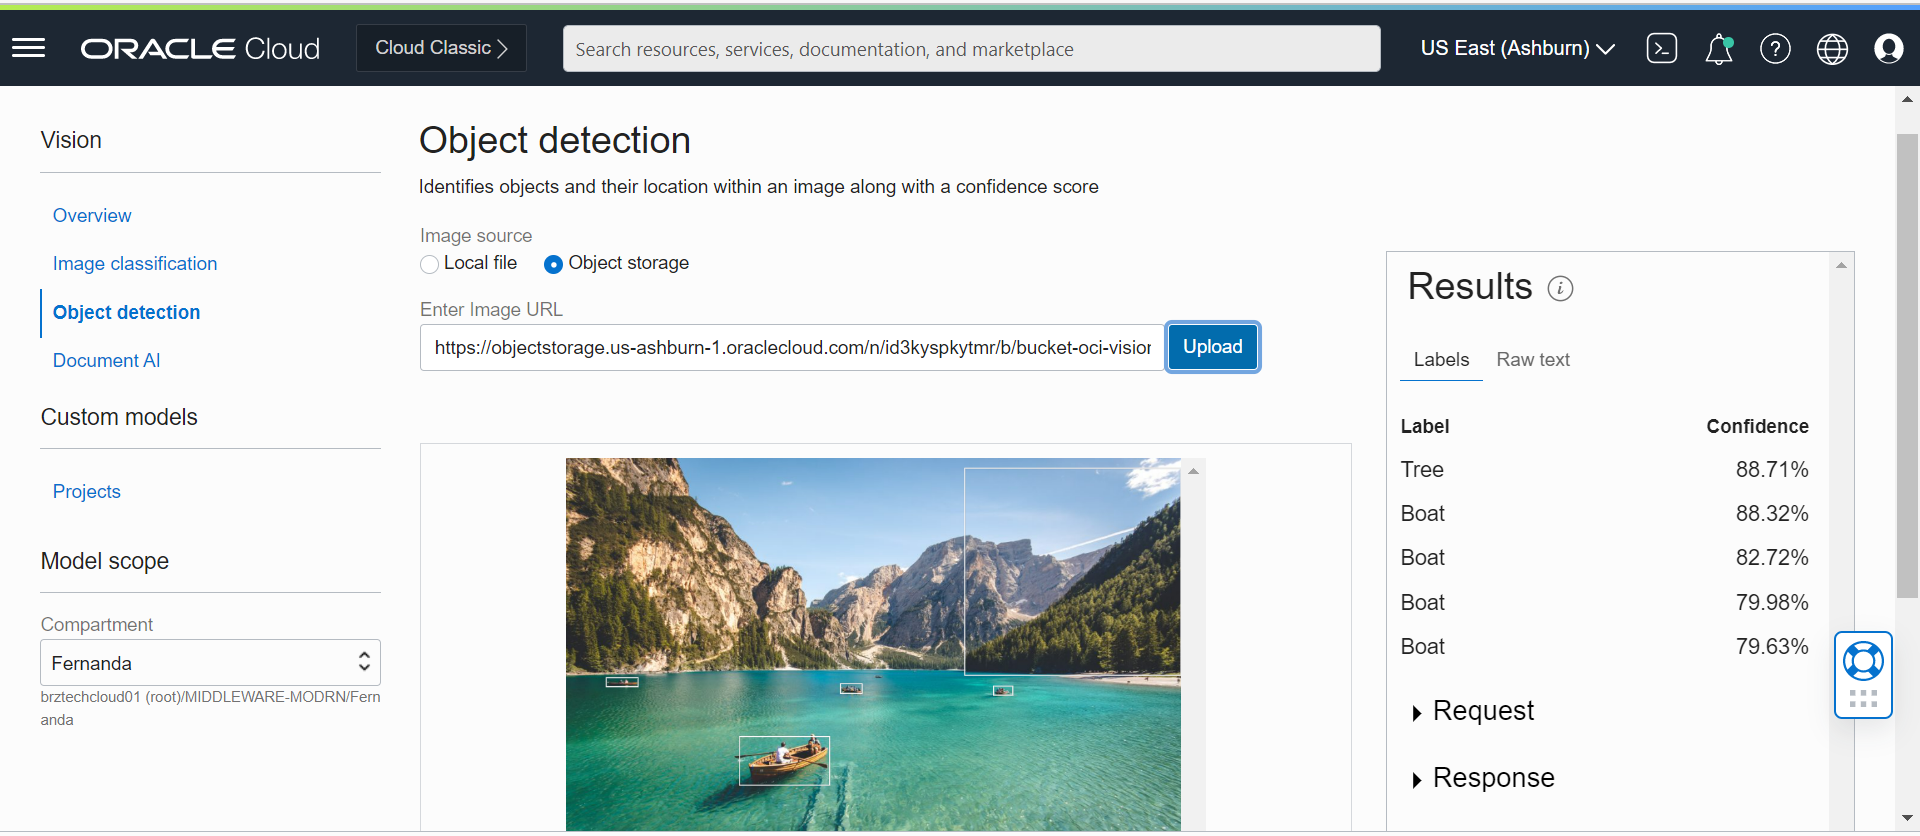 ORACLE Cloud
Cloud Classic
Search resources, services, documentation, and marketplace
US East (Ashburn)
Vision
Overview
Image classification
Object detection
Document AI
Custom models
Projects
Model scope
Compartment
Fernanda
brztechcloud01 (root)/MIDDLEWARE-MODRN/Fern
anda
Object detection
Identifies objects and their location within an image along with a confidence score
Image source
Local file Object storage
Enter Image URL
https://objectstorage.us-ashburn-1.oraclecloud.com/n/id3kyspkytmr/b/bucket-oci-vision
Upload
Results
Labels Raw text
Label Confidence
Tree 88.71%
Boat 88.32%
Boat 82.72%
Boat 79.98%
Boat 79.63%
Request
Response